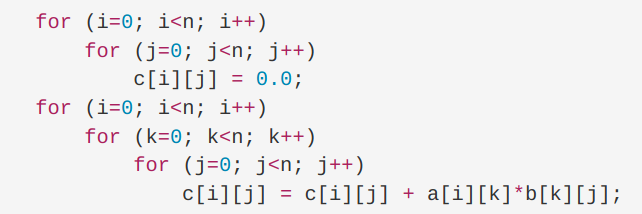 for (i=0; i<n; i++)
    for (j=0; j<n; j++)
        c[i][j] = 0.0;
for (i=0; i<n; i++)
    for (k=0; k<n; k++)
        for (j=0; j<n; j++)
            c[i][j] = c[i][j] + a[i][k]*b[k][j];